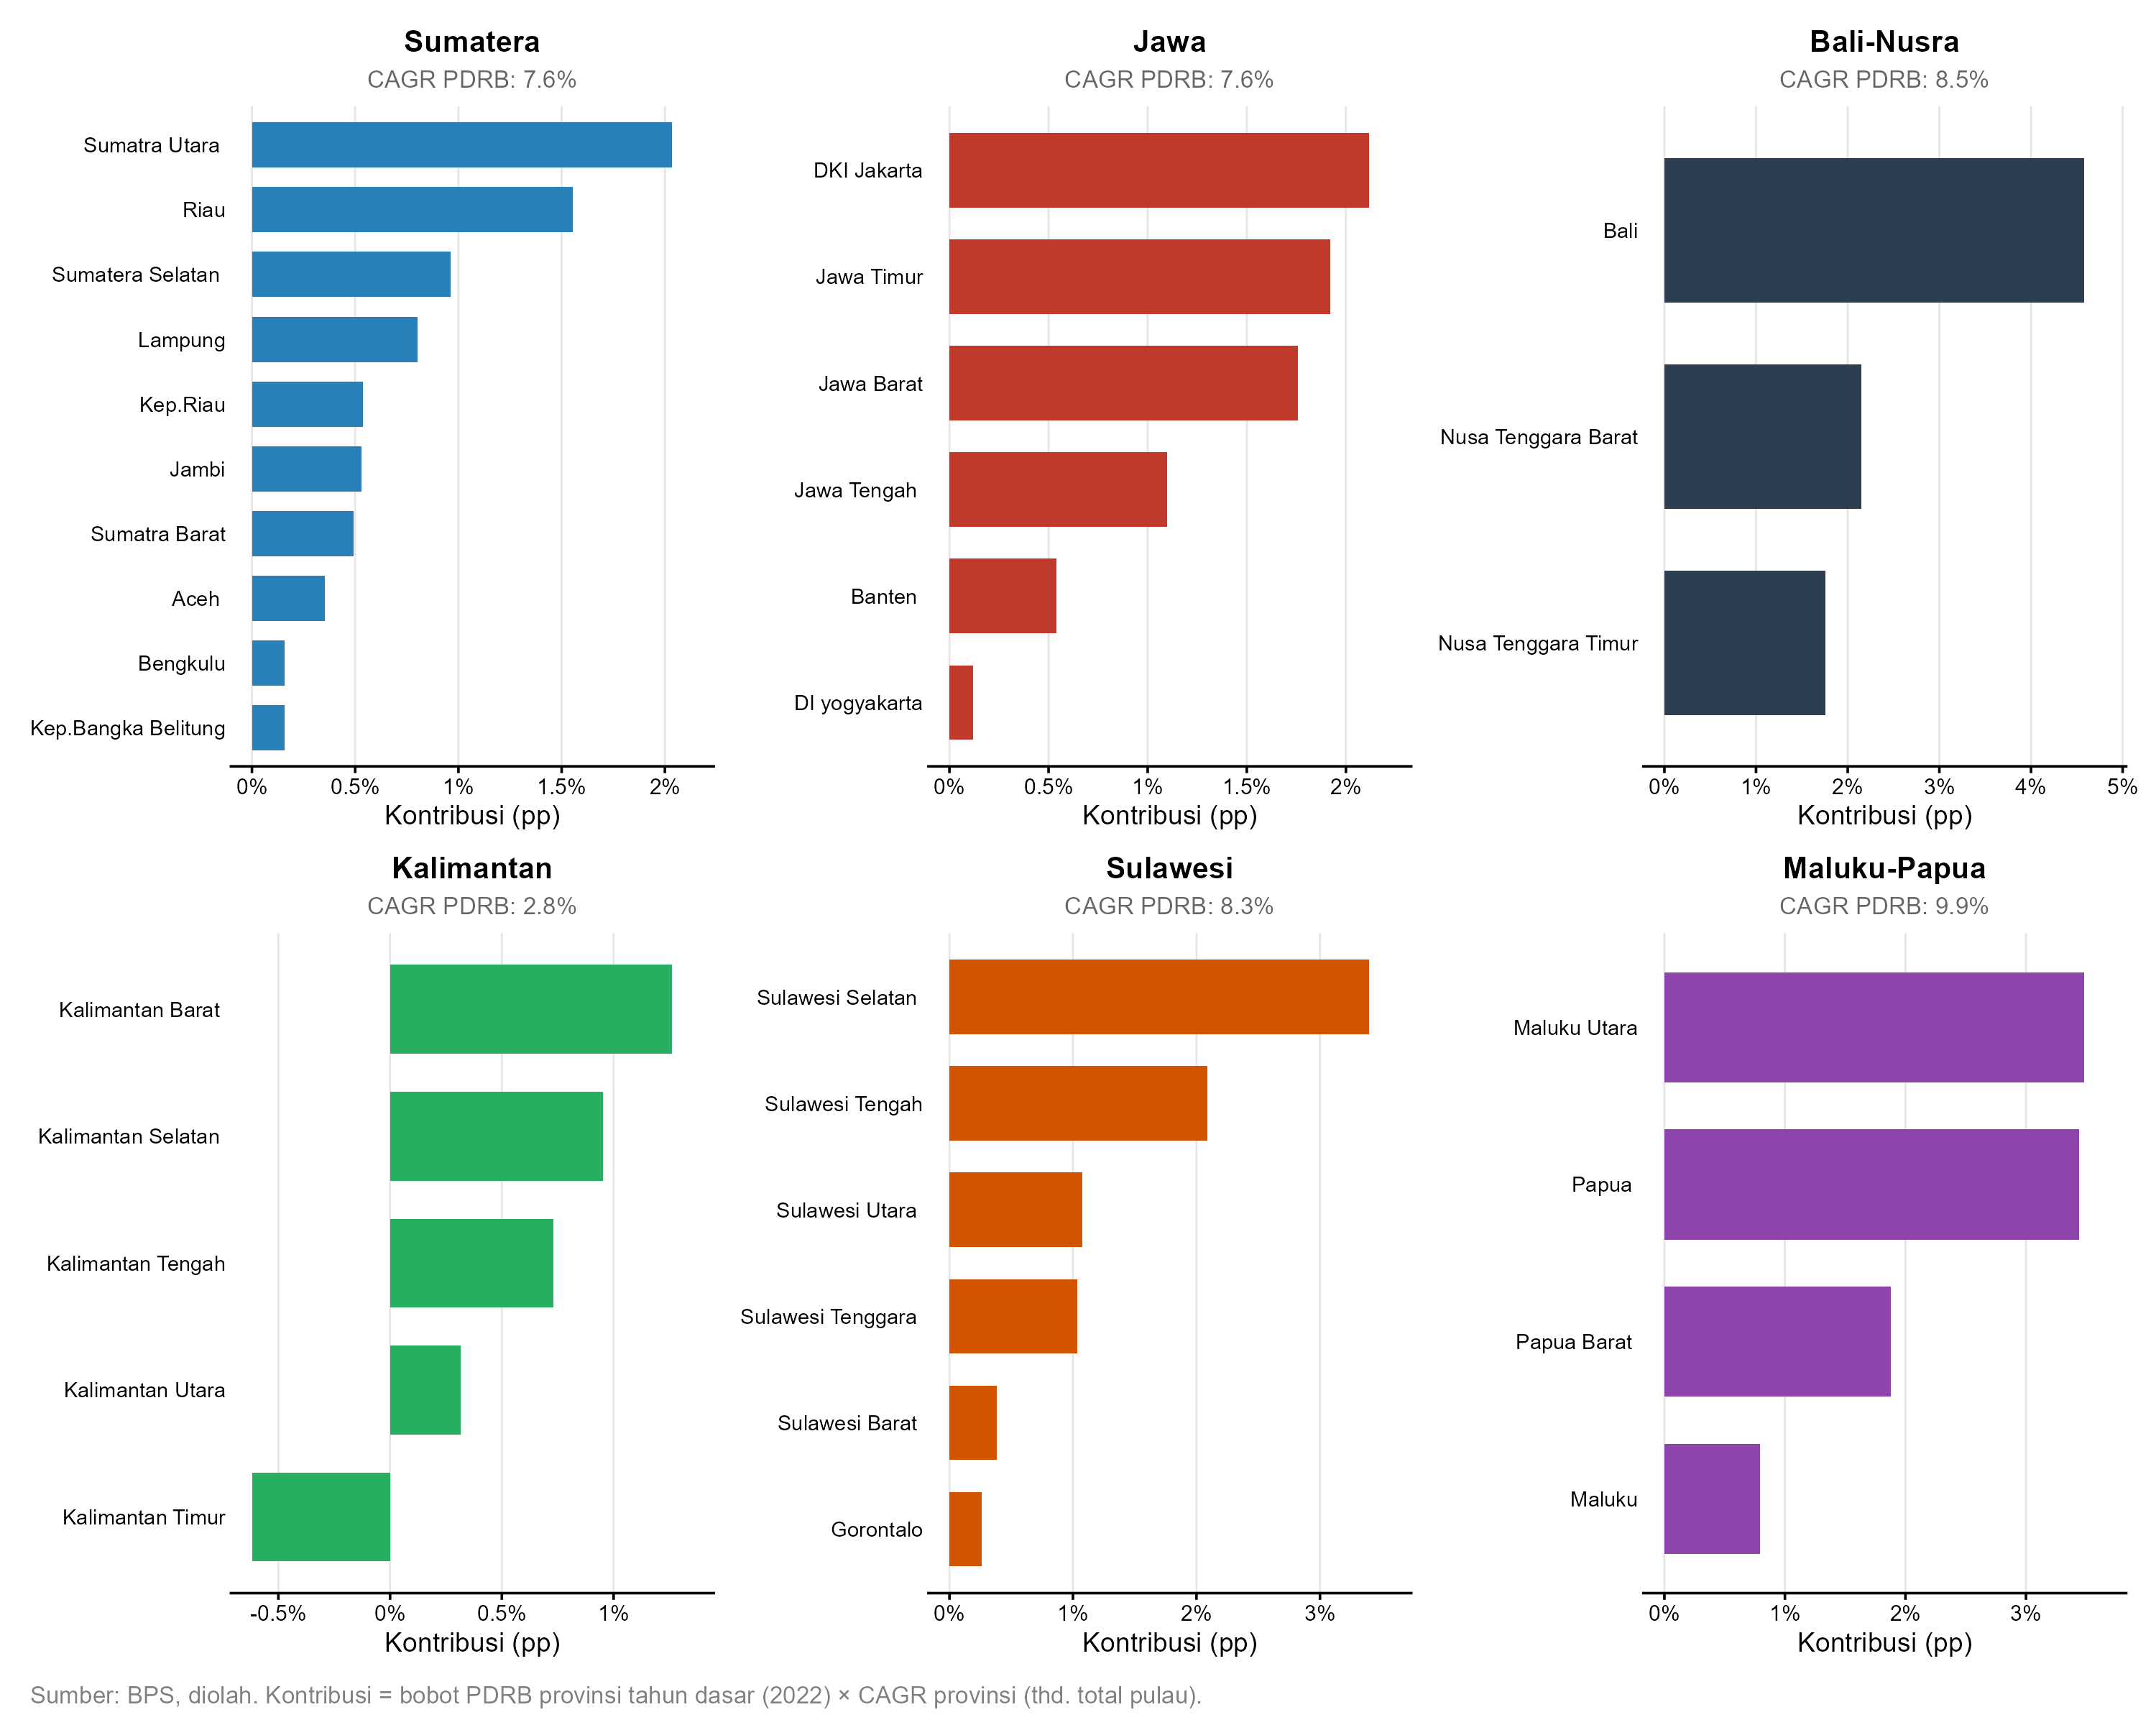 Sumatera
CAGR PDRB: 7.6%
Sumatra Utara
Riau
Sumatera Selatan
Lampung
Kep.Riau
Jambi
Sumatra Barat
Aceh
Bengkulu
Kep.Bangka Belitung
0% 0.5% 1% 1.5% 2%
Kontribusi (pp)
Jawa
CAGR PDRB: 7.6%
DKI Jakarta
Jawa Timur
Jawa Barat
Jawa Tengah
Banten
DI yogyakarta
0% 0.5% 1% 1.5% 2%
Kontribusi (pp)
Bali-Nusra
CAGR PDRB: 8.5%
Bali
Nusa Tenggara Barat
Nusa Tenggara Timur
0% 1% 2% 3% 4% 5%
Kontribusi (pp)
Kalimantan
CAGR PDRB: 2.8%
Kalimantan Barat
Kalimantan Selatan
Kalimantan Tengah
Kalimantan Utara
Kalimantan Timur
-0.5% 0% 0.5% 1%
Kontribusi (pp)
Sulawesi
CAGR PDRB: 8.3%
Sulawesi Selatan
Sulawesi Tengah
Sulawesi Utara
Sulawesi Tenggara
Sulawesi Barat
Gorontalo
0% 1% 2% 3%
Kontribusi (pp)
Maluku-Papua
CAGR PDRB: 9.9%
Maluku Utara
Papua
Papua Barat
Maluku
0% 1% 2% 3%
Kontribusi (pp)
Sumber: BPS, diolah. Kontribusi = bobot PDRB provinsi tahun dasar (2022) × CAGR provinsi (thd. total pulau).